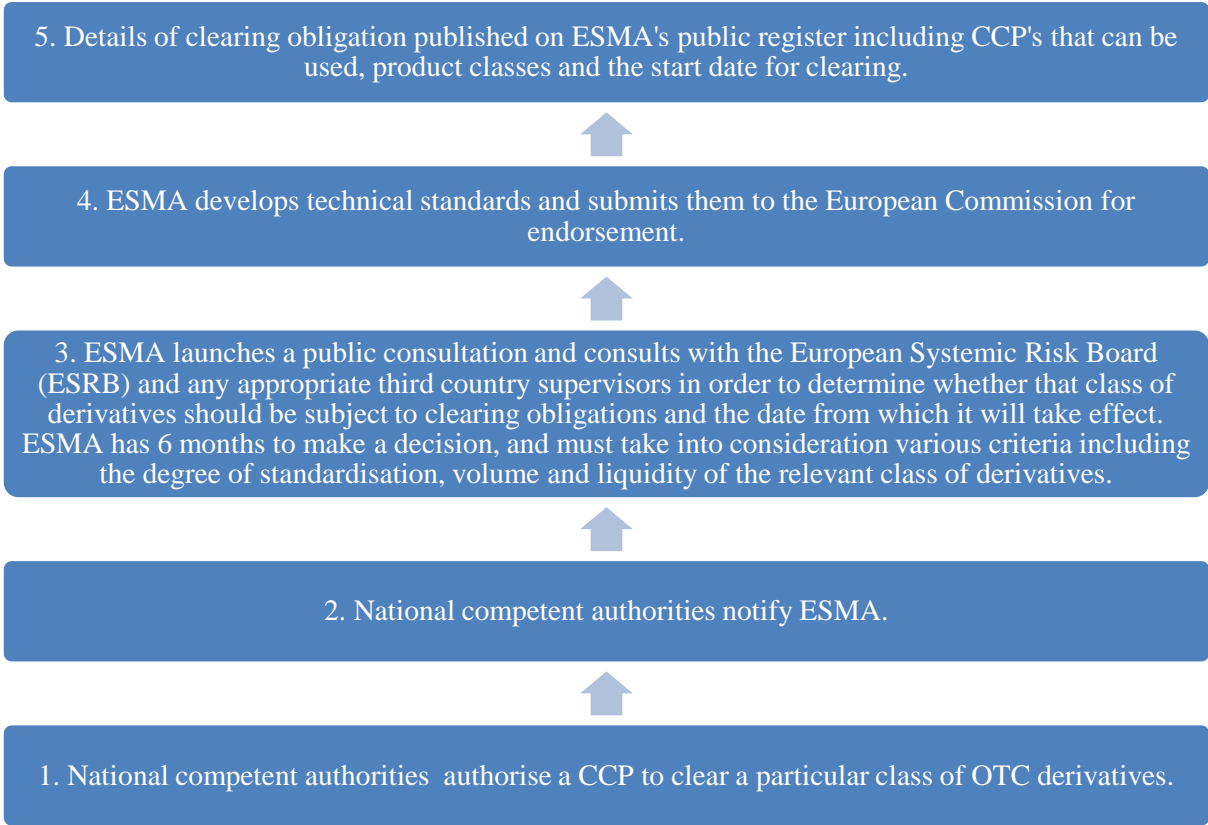 5. Details of clearing obligation published on ESMA's public register including CCP's that can be
used, product classes and the start date for clearing.
4. ESMA develops technical standards and submits them to the European Commission for
endorsement.
3. ESMA launches a public consultation and consults with the European Systemic Risk Board
(ESRB) and any appropriate third country supervisors in order to determine whether that class of
derivatives should be subject to clearing obligations and the date from which it will take effect.
ESMA has 6 months to make a decision, and must take into consideration various criteria including
the degree of standardisation, volume and liquidity of the relevant class of derivatives.
2. National competent authorities notify ESMA.
1. National competent authorities authorise a CCP to clear a particular class of OTC derivatives.